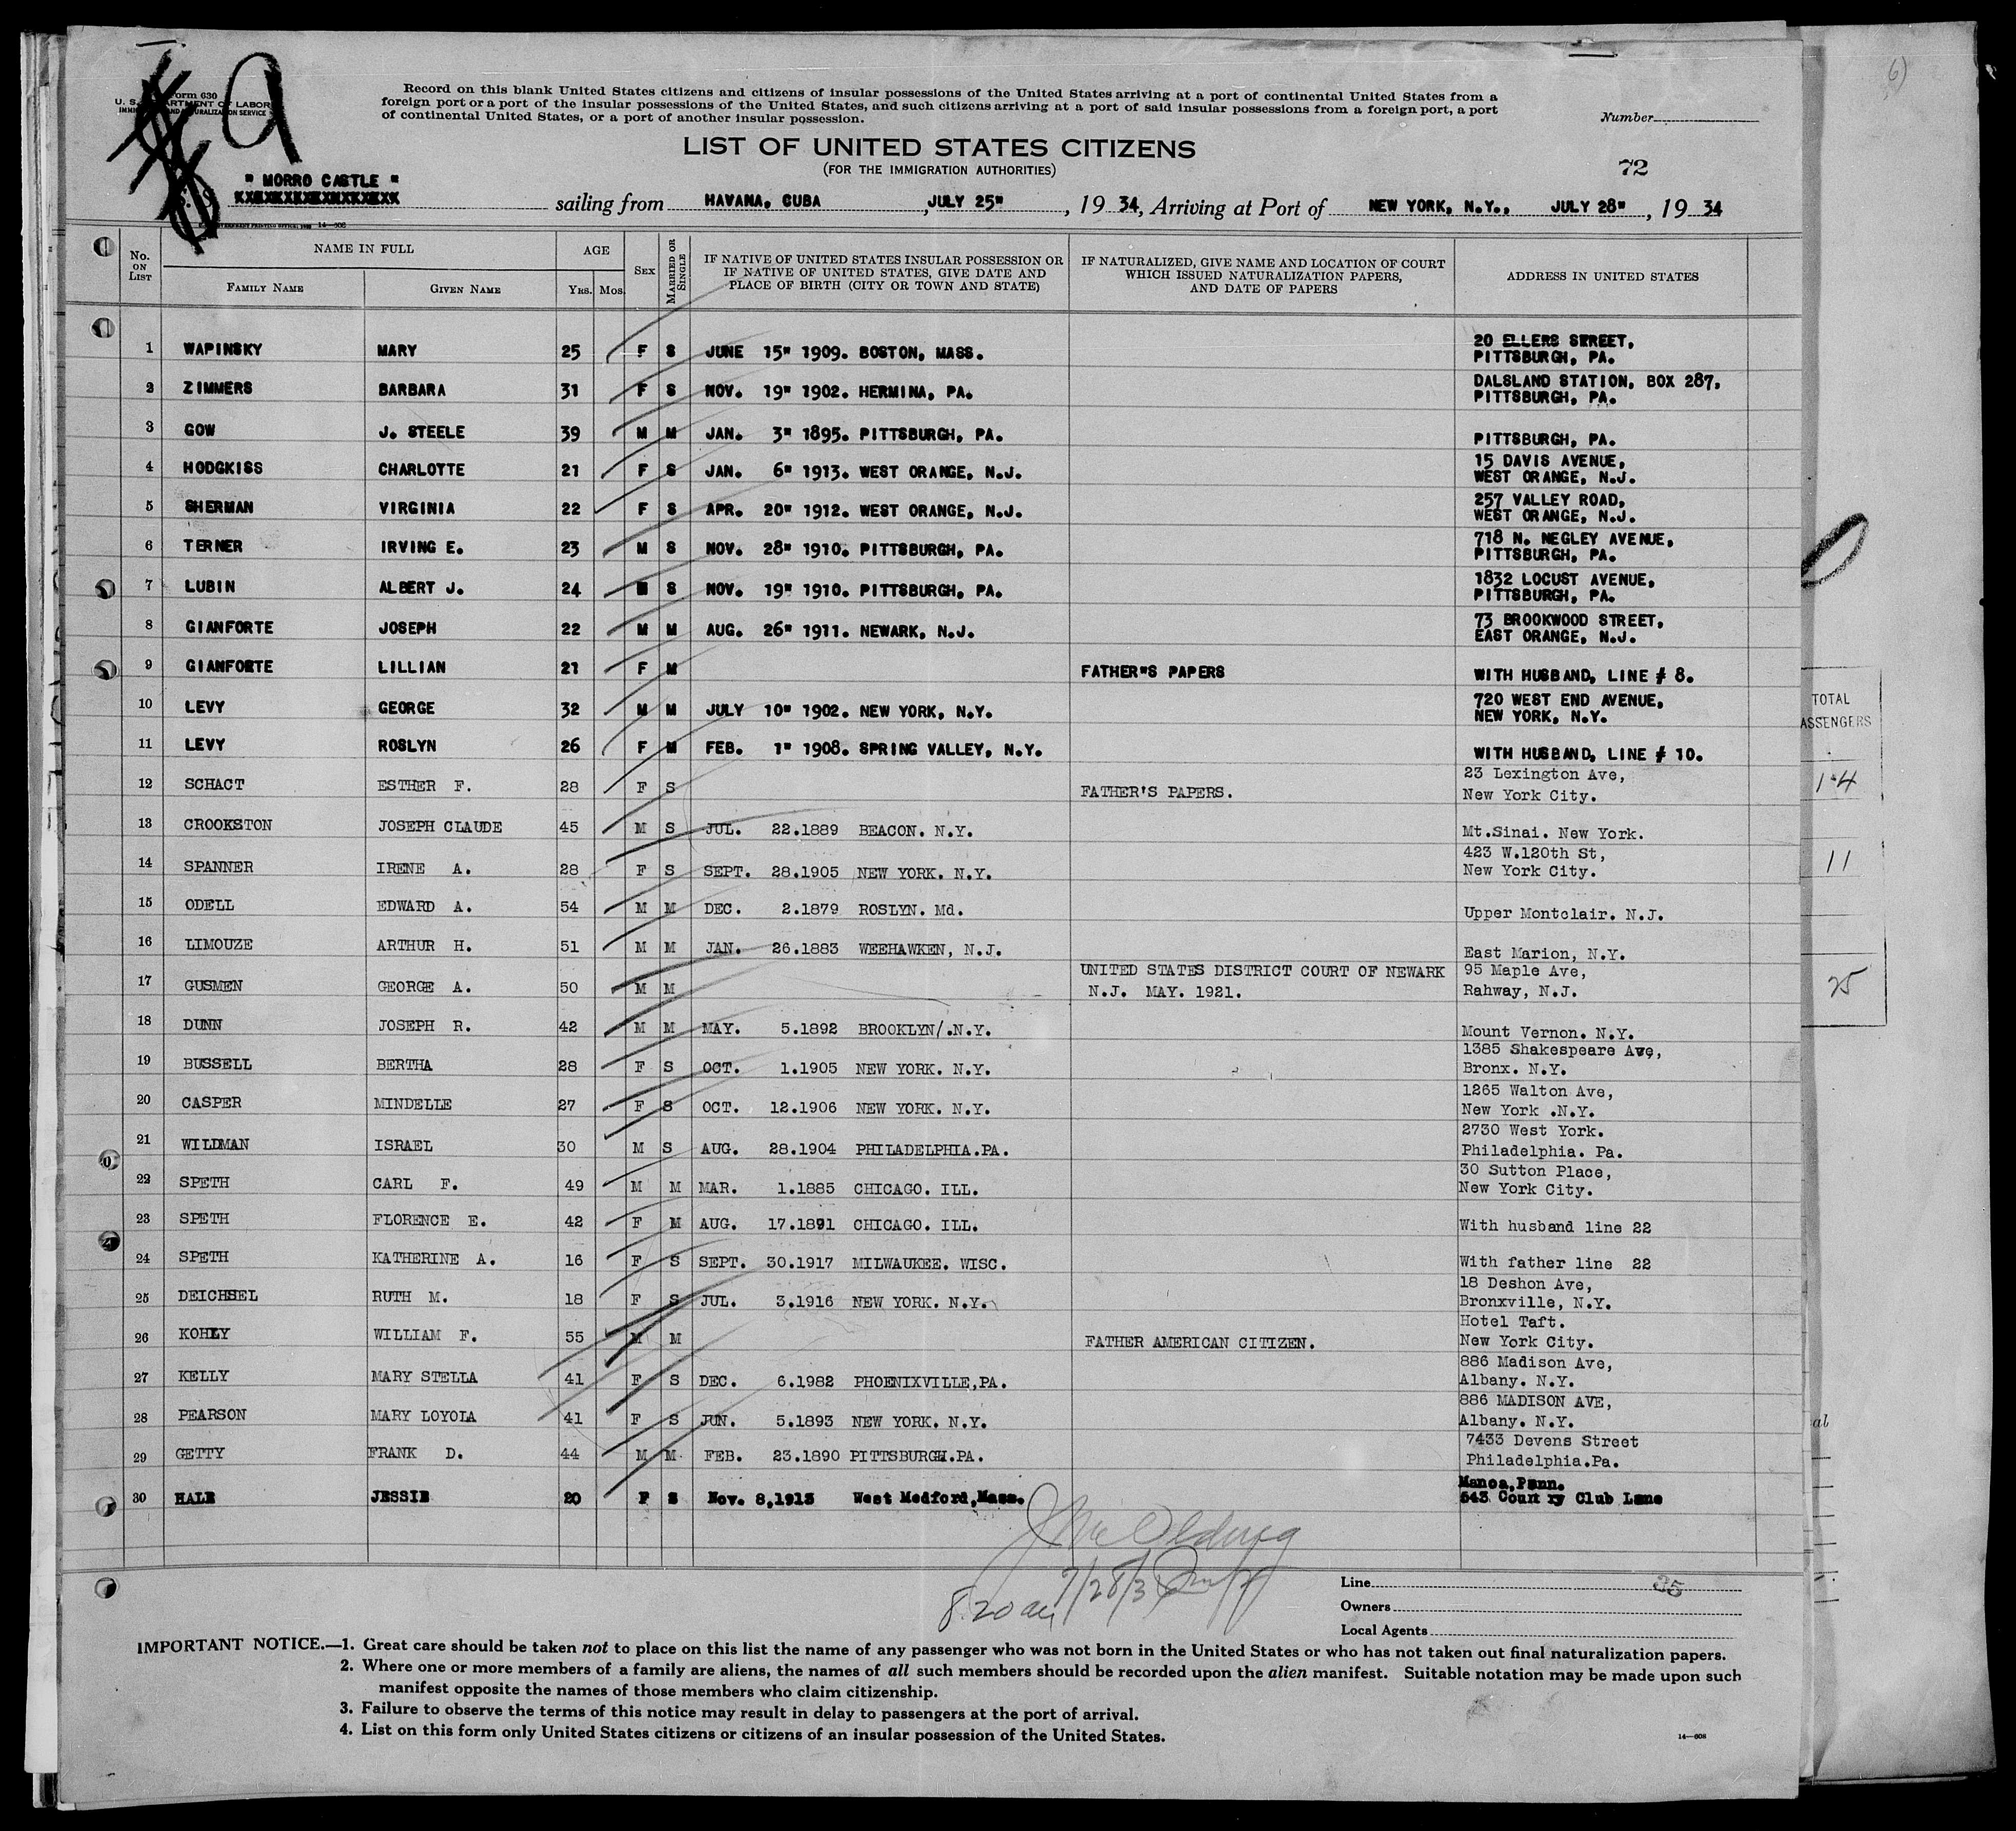 Form 630
U. S. DEPARTMENT OF LABOR
IMMIGRATION AND NATURALIZATION SERVICE
9
Record on this blank United States citizens and citizens of insular possessions of the United States arriving at a port of continental United States from a
foreign port or a port of the insular possessions of the United States, and such citizens arriving at a port of said insular possessions from a foreign port, a port
of continental United States, or a port of another insular possession.
Number
LIST OF UNITED STATES CITIZENS
(FOR THE IMMIGRATION AUTHORITIES)
72
" MORRO CASTLE "
sailing from HAVANA, CUBA, JULY 25", 19 34, Arriving at Port of NEW YORK, N.Y., JULY 28", 19 34
No. ON LIST NAME IN FULL FAMILY NAME GIVEN NAME AGE YRS. MOS. SEX MARRIED OR SINGLE IF NATIVE OF UNITED STATES INSULAR POSSESSION OR IF NATIVE OF UNITED STATES, GIVE DATE AND PLACE OF BIRTH (CITY OR TOWN AND STATE) IF NATURALIZED, GIVE NAME AND LOCATION OF COURT WHICH ISSUED NATURALIZATION PAPERS, AND DATE OF PAPERS ADDRESS IN UNITED STATES
1 WAPINSKY MARY 25 F S JUNE 15" 1909. BOSTON, MASS. 20 ELLERS SRREET, PITTSBURGH, PA.
2 ZIMMERS BARBARA 31 F S NOV. 19" 1902. HERMINA, PA. DALSLAND STATION, BOX 287, PITTSBURGH, PA.
3 GOW J. STEELE 39 M M JAN. 3" 1895. PITTSBURGH, PA. PITTSBURGH, PA.
4 HODGKISS CHARLOTTE 21 F S JAN. 6" 1913. WEST ORANGE, N.J. 15 DAVIS AVENUE, WEST ORANGE, N.J.
5 SHERMAN VIRGINIA 22 F S APR. 20" 1912. WEST ORANGE, N.J. 257 VALLEY ROAD, WEST ORANGE, N.J.
6 TERNER IRVING E. 23 M S NOV. 28" 1910. PITTSBURGH, PA. 718 N. NEGLEY AVENUE, PITTSBURGH, PA.
7 LUBIN ALBERT J. 24 M S NOV. 19" 1910. PITTSBURGH, PA. 1832 LOCUST AVENUE, PITTSBURGH, PA.
8 GIANFORTE JOSEPH 22 M M AUG. 26" 1911. NEWARK, N.J. 73 BROOKWOOD STREET, EAST ORANGE, N.J.
9 GIANFORTE LILLIAN 21 F M FATHER"S PAPERS WITH HUSBAND, LINE # 8.
10 LEVY GEORGE 32 M M JULY 10" 1902. NEW YORK, N.Y. 720 WEST END AVENUE, NEW YORK, N.Y.
11 LEVY ROSLYN 26 F M FEB. 1" 1908. SPRING VALLEY, N.Y. WITH HUSBAND, LINE # 10.
12 SCHACT ESTHER F. 28 F S FATHER'S PAPERS. 23 Lexington Ave, New York City.
13 CROOKSTON JOSEPH CLAUDE 45 M S JUL. 22.1889 BEACON. N.Y. Mt.Sinai. New York.
14 SPANNER IRENE A. 28 F S SEPT. 28.1905 NEW YORK. N.Y. 423 W.120th St, New York City.
15 ODELL EDWARD A. 54 M M DEC. 2.1879 ROSLYN. Md. Upper Montclair. N.J.
16 LIMOUZE ARTHUR H. 51 M M JAN. 26.1883 WEEHAWKEN, N.J. East Marion, N.Y.
17 GUSMEN GEORGE A. 50 M M UNITED STATES DISTRICT COURT OF NEWARK N.J. MAY. 1921. 95 Maple Ave, Rahway, N.J.
18 DUNN JOSEPH R. 42 M M MAY. 5.1892 BROOKLYN/.N.Y. Mount Vernon. N.Y.
19 BUSSELL BERTHA 28 F S OCT. 1.1905 NEW YORK. N.Y. 1385 Shakespeare Ave, Bronx. N.Y.
20 CASPER MINDELLE 27 F S OCT. 12.1906 NEW YORK. N.Y. 1265 Walton Ave, New York .N.Y.
21 WILDMAN ISRAEL 30 M S AUG. 28.1904 PHILADELPHIA.PA. 2730 West York. Philadelphia. Pa.
22 SPETH CARL F. 49 M M MAR. 1.1885 CHICAGO. ILL. 30 Sutton Place, New York City.
23 SPETH FLORENCE E. 42 F M AUG. 17.1891 CHICAGO. ILL. With husband line 22
24 SPETH KATHERINE A. 16 F S SEPT. 30.1917 MILWAUKEE. WISC. With father line 22
25 DEICHSEL RUTH M. 18 F S JUL. 3.1916 NEW YORK. N.Y. 18 Deshon Ave, Bronxville, N.Y.
26 KOHLY WILLIAM F. 55 M M FATHER AMERICAN CITIZEN. Hotel Taft. New York City.
27 KELLY MARY STELLA 41 F S DEC. 6.1982 PHOENIXVILLE,PA. 886 Madison Ave, Albany. N.Y.
28 PEARSON MARY LOYOLA 41 F S JUN. 5.1893 NEW YORK. N.Y. 886 MADISON AVE, Albany. N.Y.
29 GETTY FRANK D. 44 M M FEB. 23.1890 PITTSBURGH.PA. 7433 Devens Street Philadelphia.Pa.
30 HALE JESSIE 20 F S Nov. 8,1913 West Medford,Mass. Manoa,Penn. 543 Country Club Lane
TOTAL
PASSENGERS
14
11
25
al
8.20 am 7/28/3
Line 35
Owners
Local Agents
IMPORTANT NOTICE.—1. Great care should be taken not to place on this list the name of any passenger who was not born in the United States or who has not taken out final naturalization papers.
2. Where one or more members of a family are aliens, the names of all such members should be recorded upon the alien manifest. Suitable notation may be made upon such
manifest opposite the names of those members who claim citizenship.
3. Failure to observe the terms of this notice may result in delay to passengers at the port of arrival.
4. List on this form only United States citizens or citizens of an insular possession of the United States.
14—608